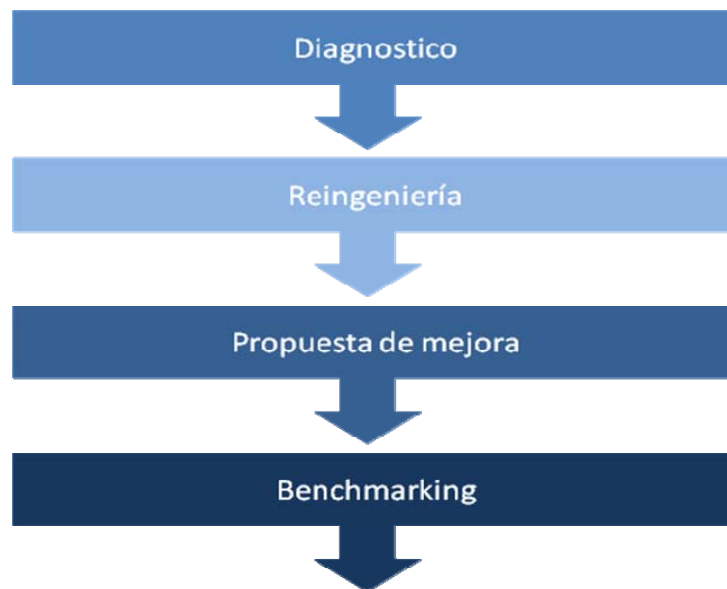 Diagnostico
Reingeniería
Propuesta de mejora
Benchmarking